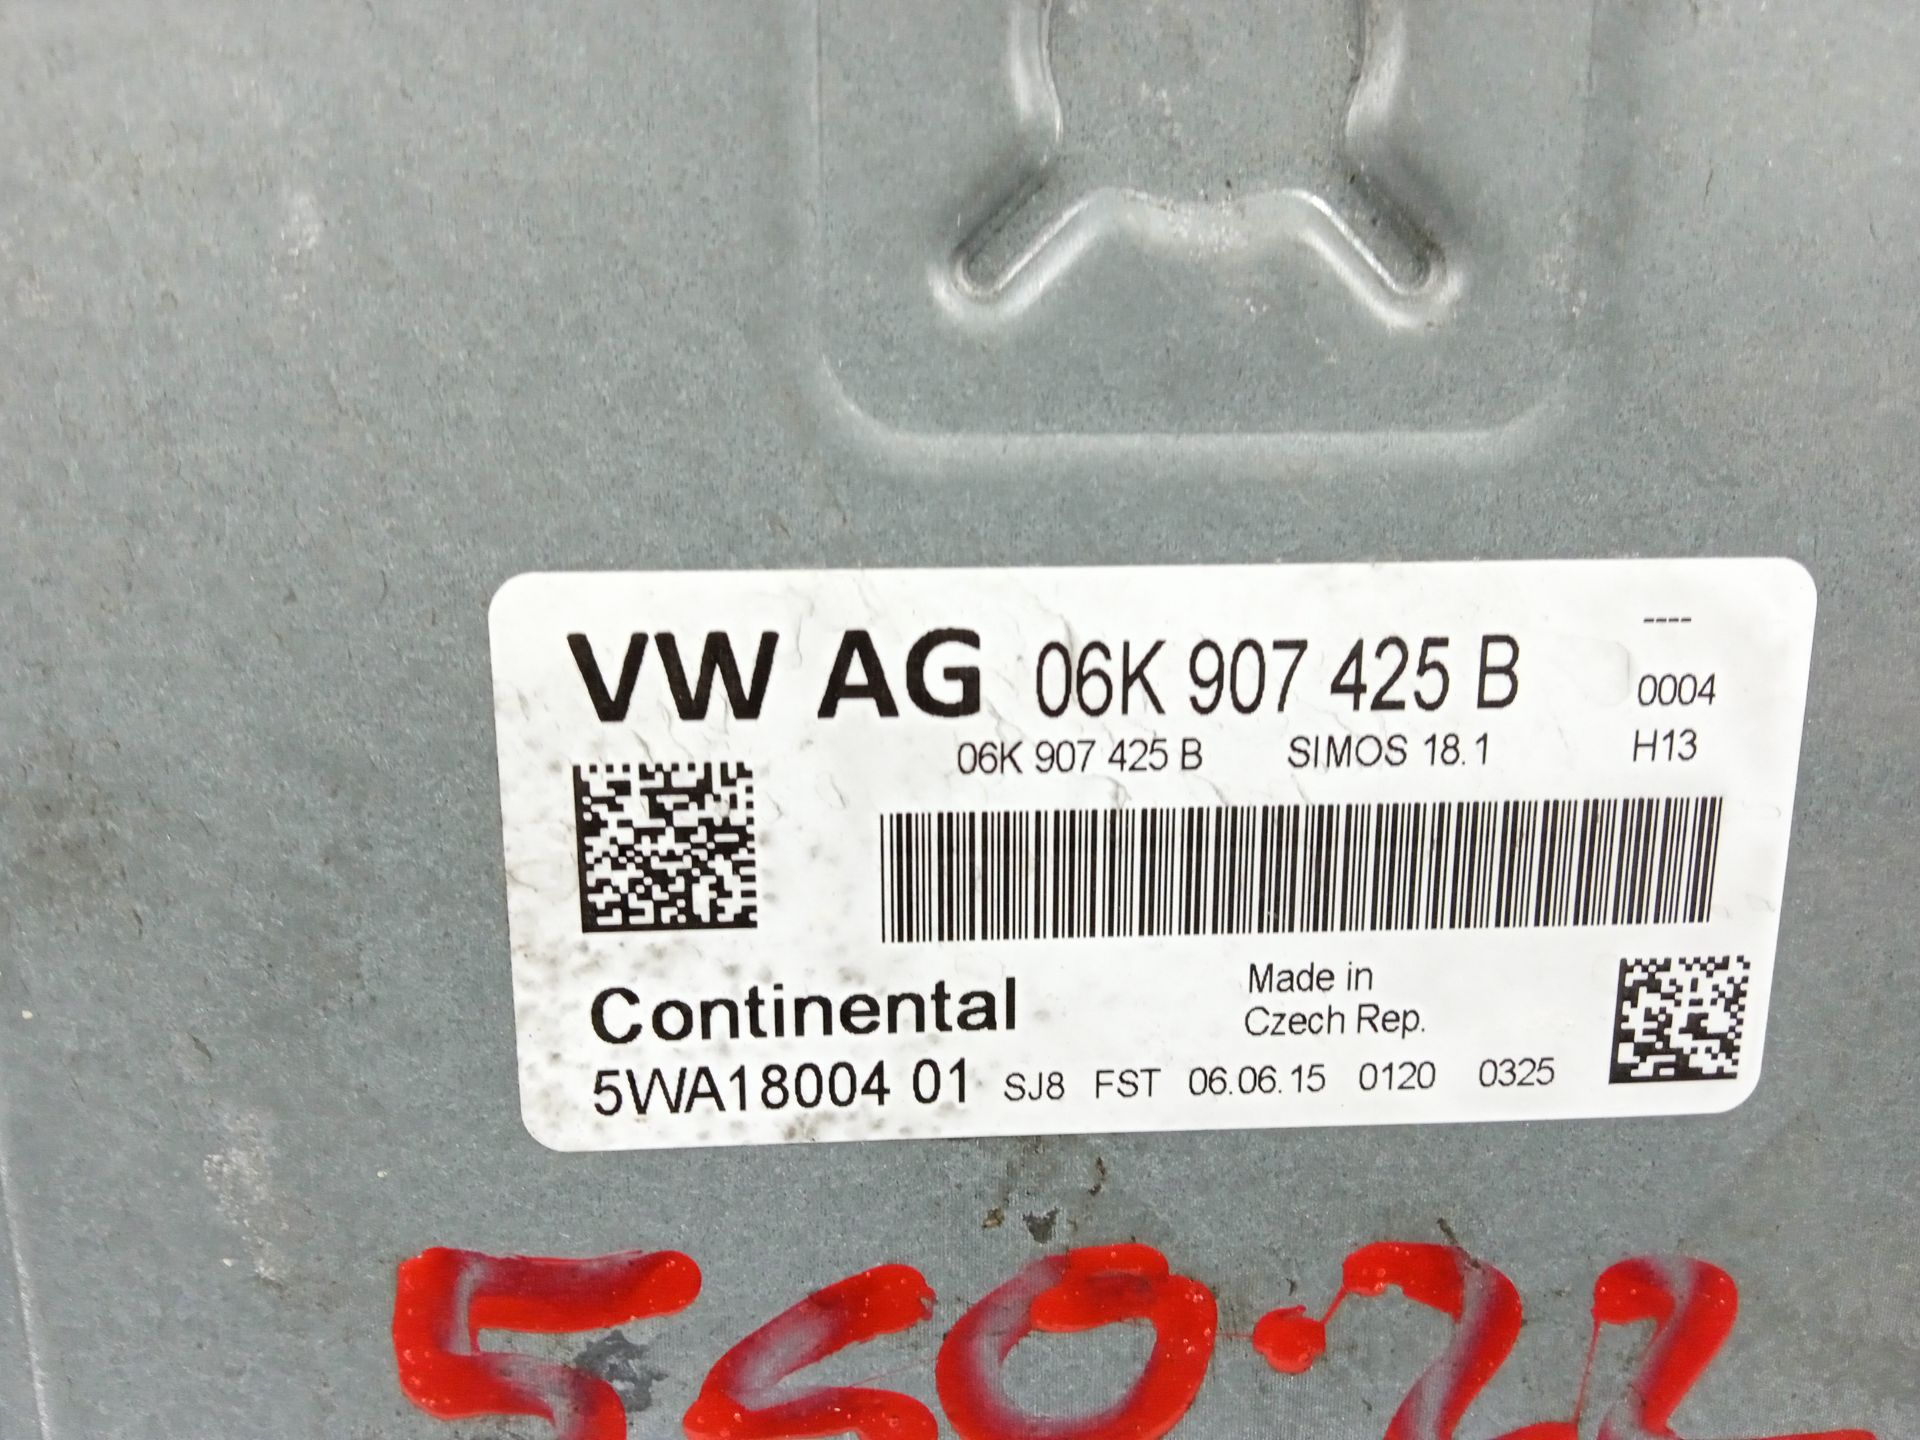 VW AG 06K 907 425 B ----
0004
06K 907 425 B SIMOS 18.1 H13
Continental
Made in
Czech Rep.
5WA18004 01 SJ8 FST 06.06.15 0120 0325